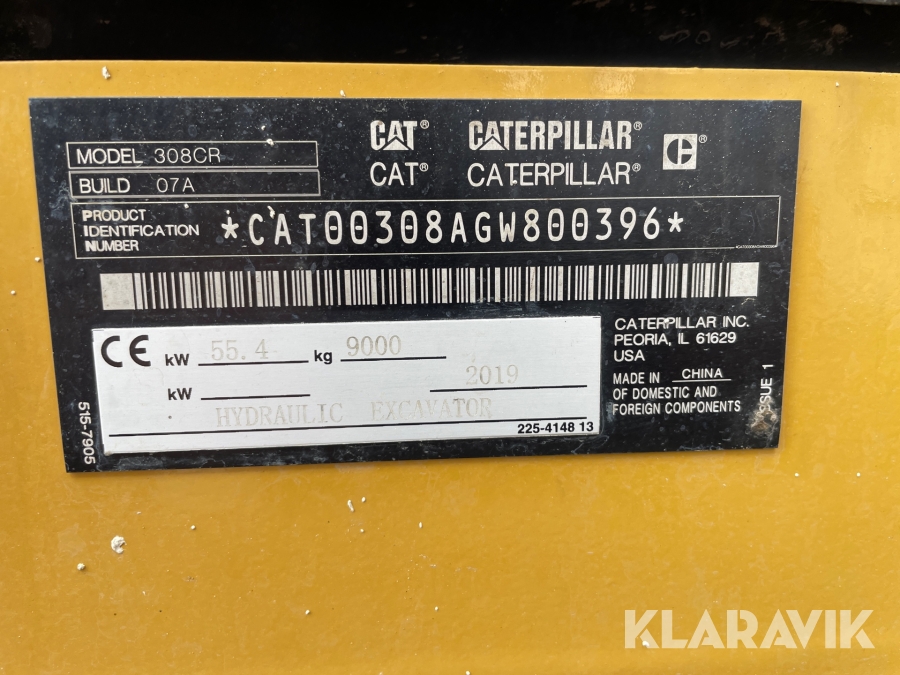 MODEL 308CR
BUILD 07A
CAT® CATERPILLAR®
CAT® CATERPILLAR®
C®
PRODUCT
IDENTIFICATION
NUMBER
*CAT00308AGW800396*
CE kW 55.4 kg 9000
kW 2019
HYDRAULIC EXCAVATOR
225-4148 13
515-7905
CATERPILLAR INC.
PEORIA, IL 61629
USA
MADE IN CHINA
OF DOMESTIC AND
FOREIGN COMPONENTS
ISSUE 1
KLARAVIK